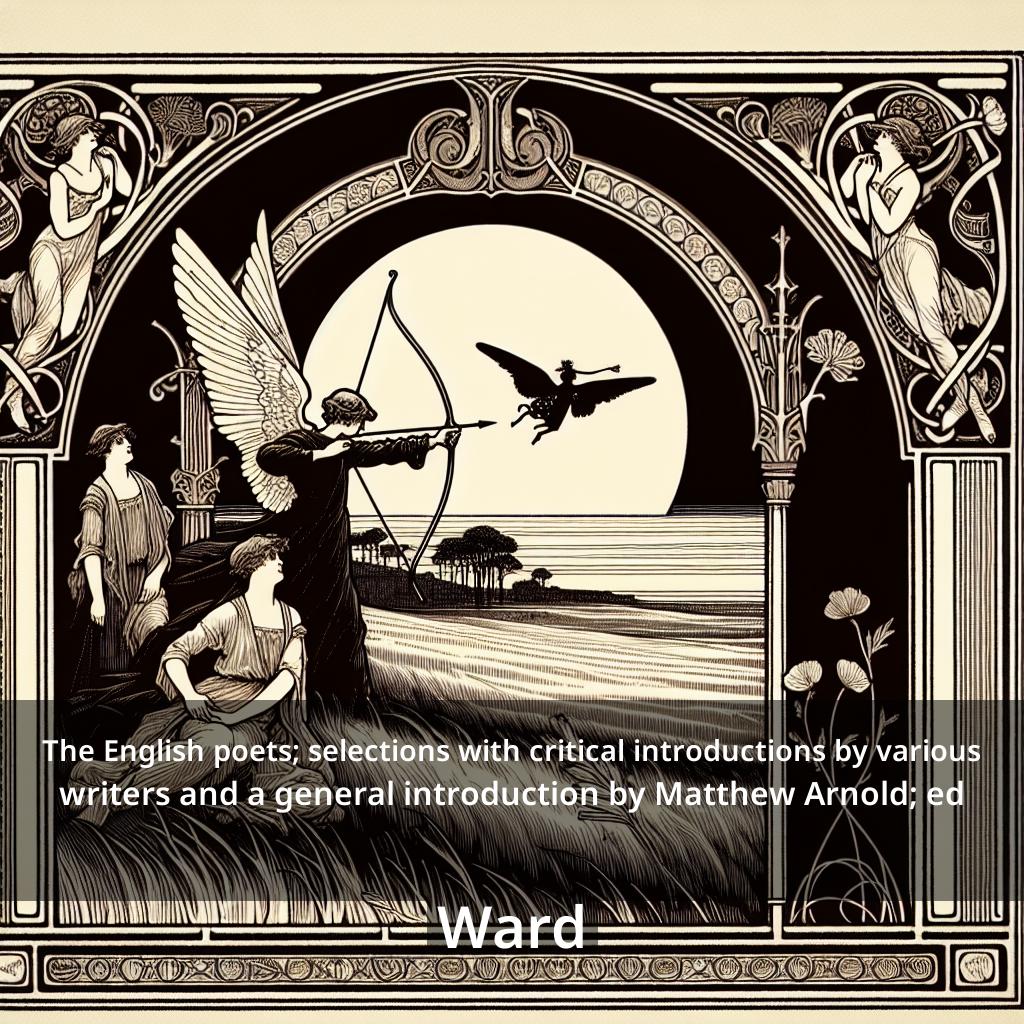 The English poets; selections with critical introductions by various
writers and a general introduction by Matthew Arnold; ed
Ward